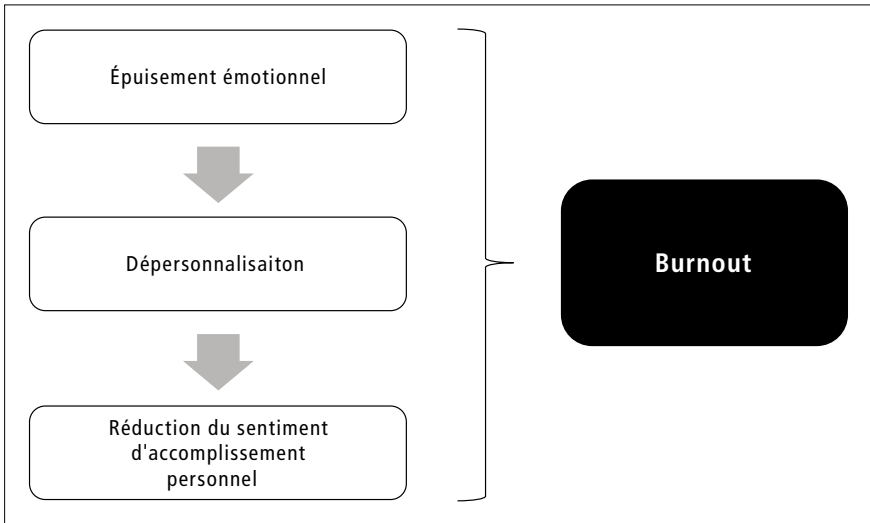 Épuisement émotionnel
Dépersonnalisaiton
Burnout
Réduction du sentiment
d'accomplissement
personnel